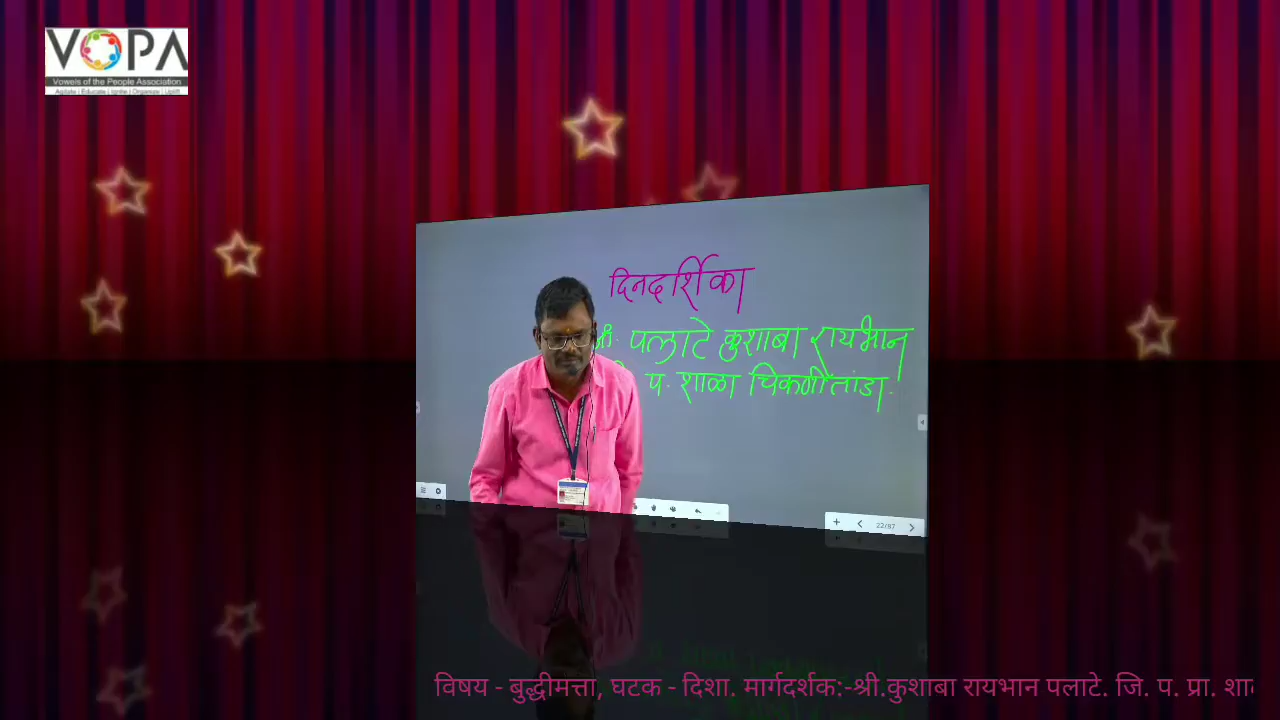 VOPA
Vowels of the People Association
Agitate | Educate | Ignite | Organize | Uplift
दिनदर्शिका
पलाटे कुशाबा रायभान
प. शाळा चिकणीतांडा.
22/87
विषय - बुद्धीमत्ता, घटक - दिशा. मार्गदर्शक:-श्री.कुशाबा रायभान पलाटे. जि. प. प्रा.